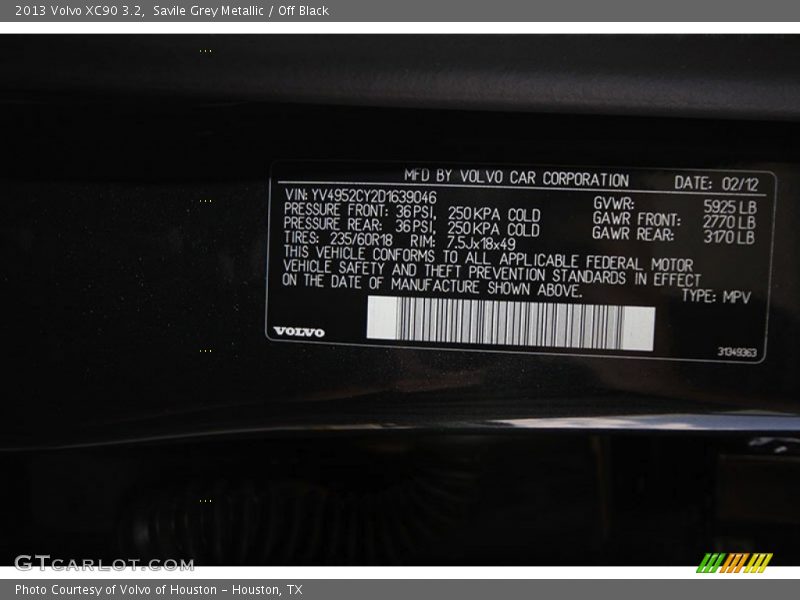 2013 Volvo XC90 3.2, Savile Grey Metallic / Off Black
MFD BY VOLVO CAR CORPORATION DATE: 02/12
VIN: YV4952CY2D1639046 GVWR: 5925 LB
PRESSURE FRONT: 36 PSI, 250 KPA COLD GAWR FRONT: 2770 LB
PRESSURE REAR: 36 PSI, 250 KPA COLD GAWR REAR: 3170 LB
TIRES: 235/60R18 RIM: 7.5Jx18x49
THIS VEHICLE CONFORMS TO ALL APPLICABLE FEDERAL MOTOR
VEHICLE SAFETY AND THEFT PREVENTION STANDARDS IN EFFECT
ON THE DATE OF MANUFACTURE SHOWN ABOVE. TYPE: MPV
VOLVO
31349363
GTCARLOT.COM
Photo Courtesy of Volvo of Houston - Houston, TX